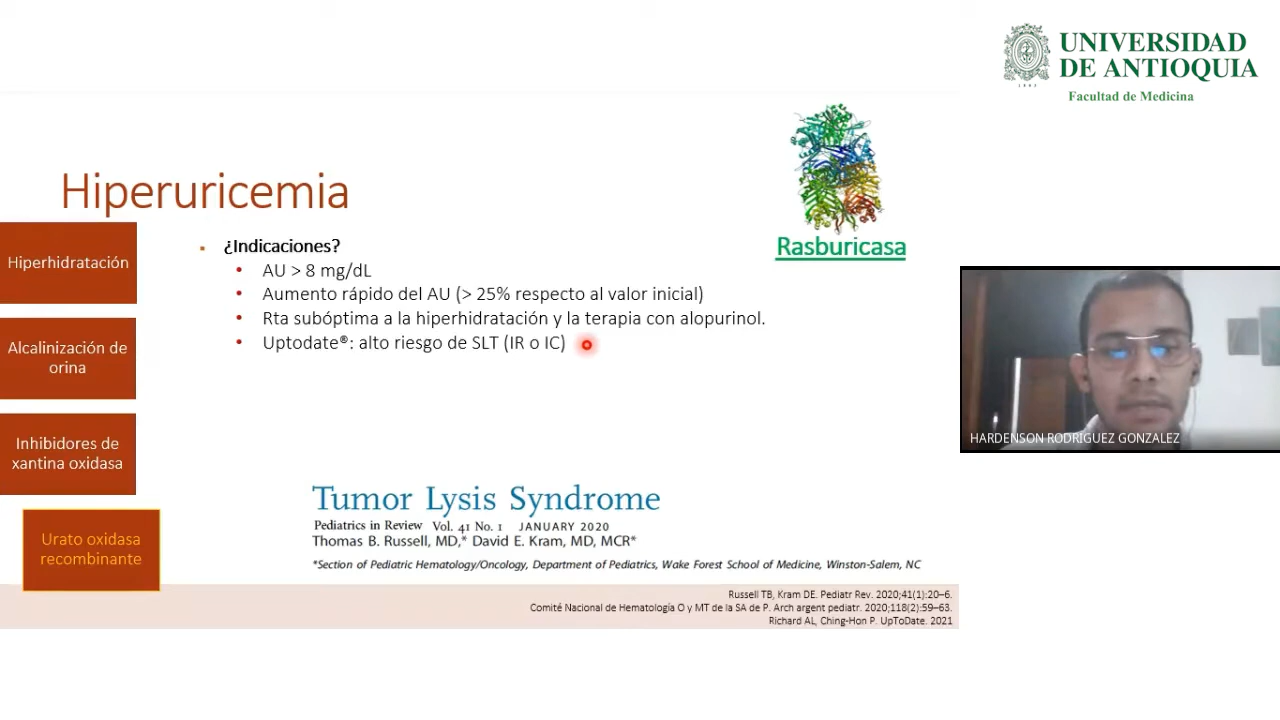 UNIVERSIDAD
DE ANTIOQUIA
Facultad de Medicina
1803
Hiperuricemia
Rasburicasa
Hiperhidratación
Alcalinización de
orina
Inhibidores de
xantina oxidasa
Urato oxidasa
recombinante
¿Indicaciones?
AU > 8 mg/dL
Aumento rápido del AU (> 25% respecto al valor inicial)
Rta subóptima a la hiperhidratación y la terapia con alopurinol.
Uptodate®: alto riesgo de SLT (IR o IC)
HARDENSON RODRIGUEZ GONZALEZ
Tumor Lysis Syndrome
Pediatrics in Review Vol. 41 No. 1 JANUARY 2020
Thomas B. Russell, MD,* David E. Kram, MD, MCR*
*Section of Pediatric Hematology/Oncology, Department of Pediatrics, Wake Forest School of Medicine, Winston-Salem, NC
Russell TB, Kram DE. Pediatr Rev. 2020;41(1):20–6.
Comité Nacional de Hematología O y MT de la SA de P. Arch argent pediatr. 2020;118(2):59–63.
Richard AL, Ching-Hon P. UpToDate. 2021